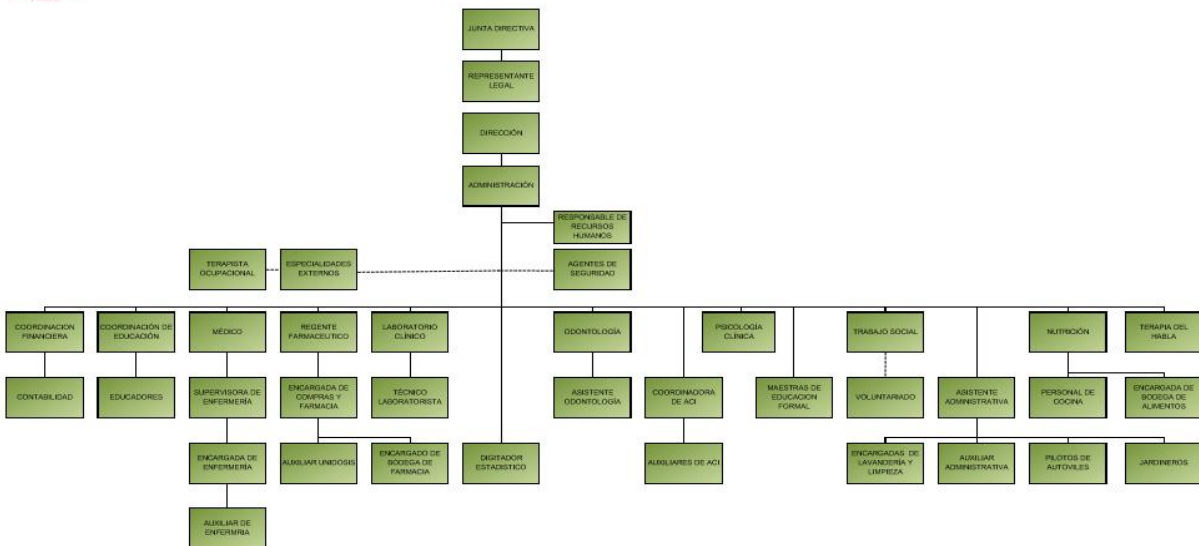 JUNTA DIRECTIVA
REPRESENTANTE
LEGAL
DIRECCIÓN
ADMINISTRACIÓN
RESPONSABLE DE
RECURSOS
HUMANOS
TERAPISTA
OCUPACIONAL
ESPECIALIDADES
EXTERNOS
AGENTES DE
SEGURIDAD
COORDINACION
FINANCIERA
COORDINACIÓN DE
EDUCACIÓN
MÉDICO
REGENTE
FARMACEUTICO
LABORATORIO
CLÍNICO
ODONTOLOGÍA
PSICOLOGÍA
CLÍNICA
TRABAJO SOCIAL
NUTRICIÓN
TERAPIA DEL
HABLA
CONTABILIDAD
EDUCADORES
SUPERVISORA DE
ENFERMERÍA
ENCARGADA DE
COMPRAS Y
FARMACIA
TÉCNICO
LABORATORISTA
ASISTENTE
ODONTOLOGÍA
COORDINADORA
DE ACI
MAESTRAS DE
EDUCACION
FORMAL
VOLUNTARIADO
ASISTENTE
ADMINISTRATIVA
PERSONAL DE
COCINA
ENCARGADA DE
BODEGA DE
ALIMENTOS
ENCARGADA DE
ENFERMERÍA
AUXILIAR UNIDOSIS
ENCARGADO DE
BODEGA DE
FARMACIA
DIGITADOR
ESTADISTICO
AUXILIARES DE ACI
ENCARGADAS DE
LAVANDERÍA Y
LIMPIEZA
AUXILIAR
ADMINISTRATIVA
PILOTOS DE
AUTÓVILES
JARDINEROS
AUXILIAR DE
ENFERMRIA